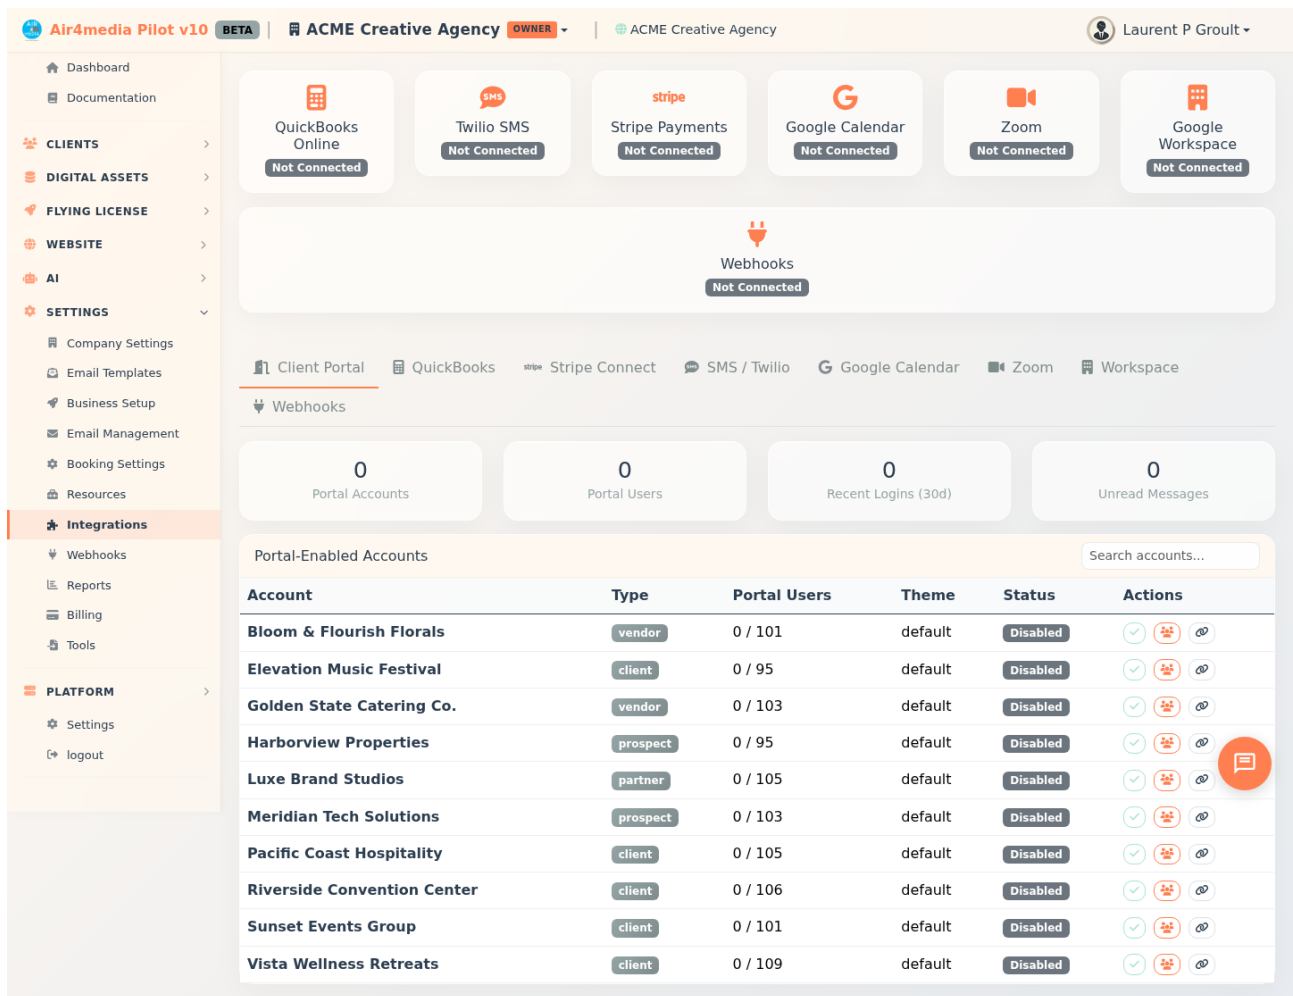 Air4media Pilot v10 BETA | ACME Creative Agency OWNER | ACME Creative Agency Laurent P Groult
Dashboard
Documentation
CLIENTS
DIGITAL ASSETS
FLYING LICENSE
WEBSITE
AI
SETTINGS
Company Settings
Email Templates
Business Setup
Email Management
Booking Settings
Resources
Integrations
Webhooks
Reports
Billing
Tools
PLATFORM
Settings
logout
QuickBooks
Online
Not Connected
SMS
Twilio SMS
Not Connected
stripe
Stripe Payments
Not Connected
Google Calendar
Not Connected
Zoom
Not Connected
Google
Workspace
Not Connected
Webhooks
Not Connected
Client Portal QuickBooks stripe Stripe Connect SMS / Twilio Google Calendar Zoom Workspace
Webhooks
0
Portal Accounts
0
Portal Users
0
Recent Logins (30d)
0
Unread Messages
Portal-Enabled Accounts Search accounts...
Account Type Portal Users Theme Status Actions
Bloom & Flourish Florals vendor 0 / 101 default Disabled
Elevation Music Festival client 0 / 95 default Disabled
Golden State Catering Co. vendor 0 / 103 default Disabled
Harborview Properties prospect 0 / 95 default Disabled
Luxe Brand Studios partner 0 / 105 default Disabled
Meridian Tech Solutions prospect 0 / 103 default Disabled
Pacific Coast Hospitality client 0 / 105 default Disabled
Riverside Convention Center client 0 / 106 default Disabled
Sunset Events Group client 0 / 101 default Disabled
Vista Wellness Retreats client 0 / 109 default Disabled